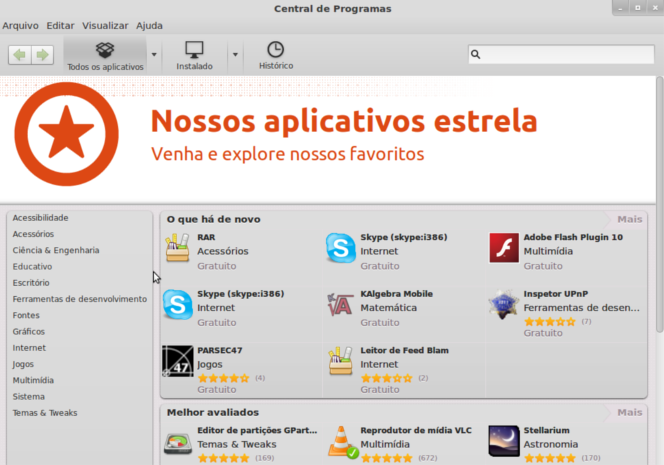 Central de Programas
Arquivo Editar Visualizar Ajuda
Todos os aplicativos Instalado Histórico
Nossos aplicativos estrela
Venha e explore nossos favoritos
Acessibilidade
Acessórios
Ciência & Engenharia
Educativo
Escritório
Ferramentas de desenvolvimento
Fontes
Gráficos
Internet
Jogos
Multimídia
Sistema
Temas & Tweaks
O que há de novo Mais
RAR
Acessórios
Gratuito
Skype (skype:i386)
Internet
Gratuito
Adobe Flash Plugin 10
Multimídia
Gratuito
Skype (skype:i386)
Internet
Gratuito
KAlgebra Mobile
Matemática
Gratuito
Inspetor UPnP
Ferramentas de desen...
(7)
Gratuito
47
PARSEC47
Jogos
(4)
Gratuito
Leitor de Feed Blam
Internet
(2)
Gratuito
Melhor avaliados Mais
Editor de partições GPart...
Temas & Tweaks
(169)
Reprodutor de mídia VLC
Multimídia
(672)
Stellarium
Astronomia
(170)